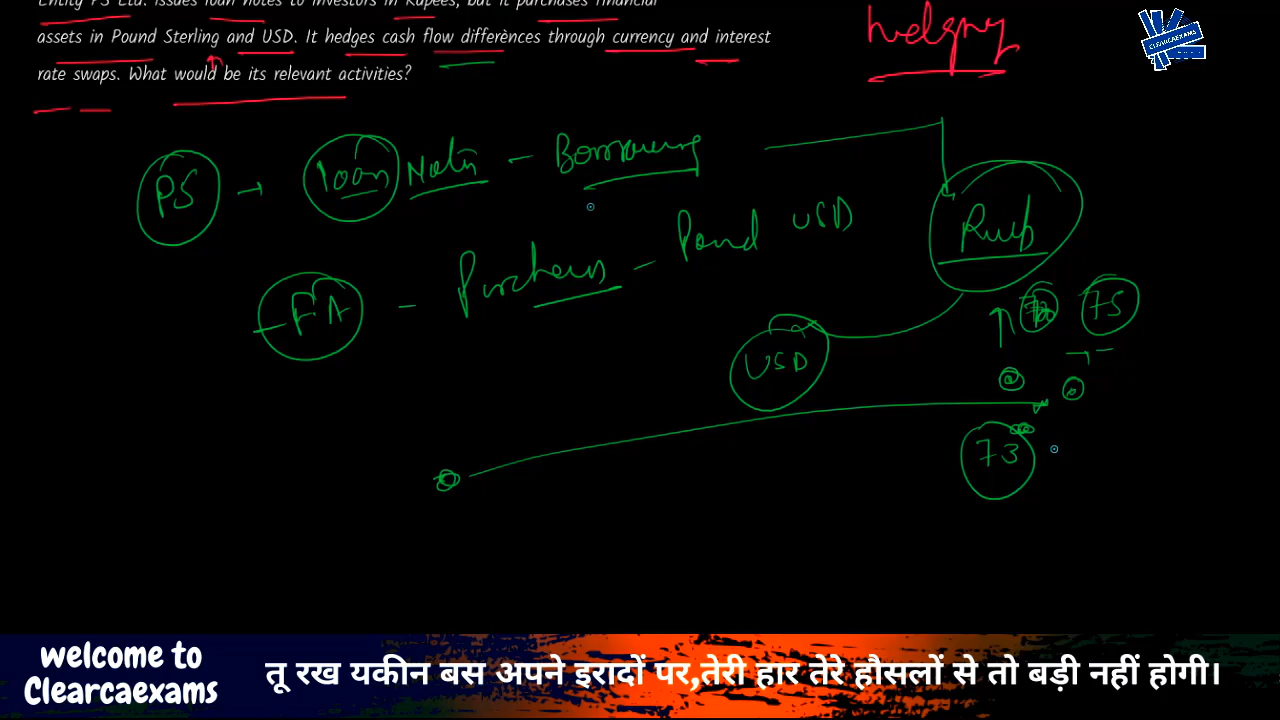 Entity PS Ltd. issues loan notes to investors in Rupees, but it purchases financial
assets in Pound Sterling and USD. It hedges cash flow differences through currency and interest
rate swaps. What would be its relevant activities?
hedging
CLEARCAEXAMS
PS → loan Notes - Borrowing
Rup
FA - Purchases - Pound USD
75
USD
73
welcome to
Clearcaexams
तू रख यकीन बस अपने इरादों पर,तेरी हार तेरे हौसलों से तो बड़ी नहीं होगी।